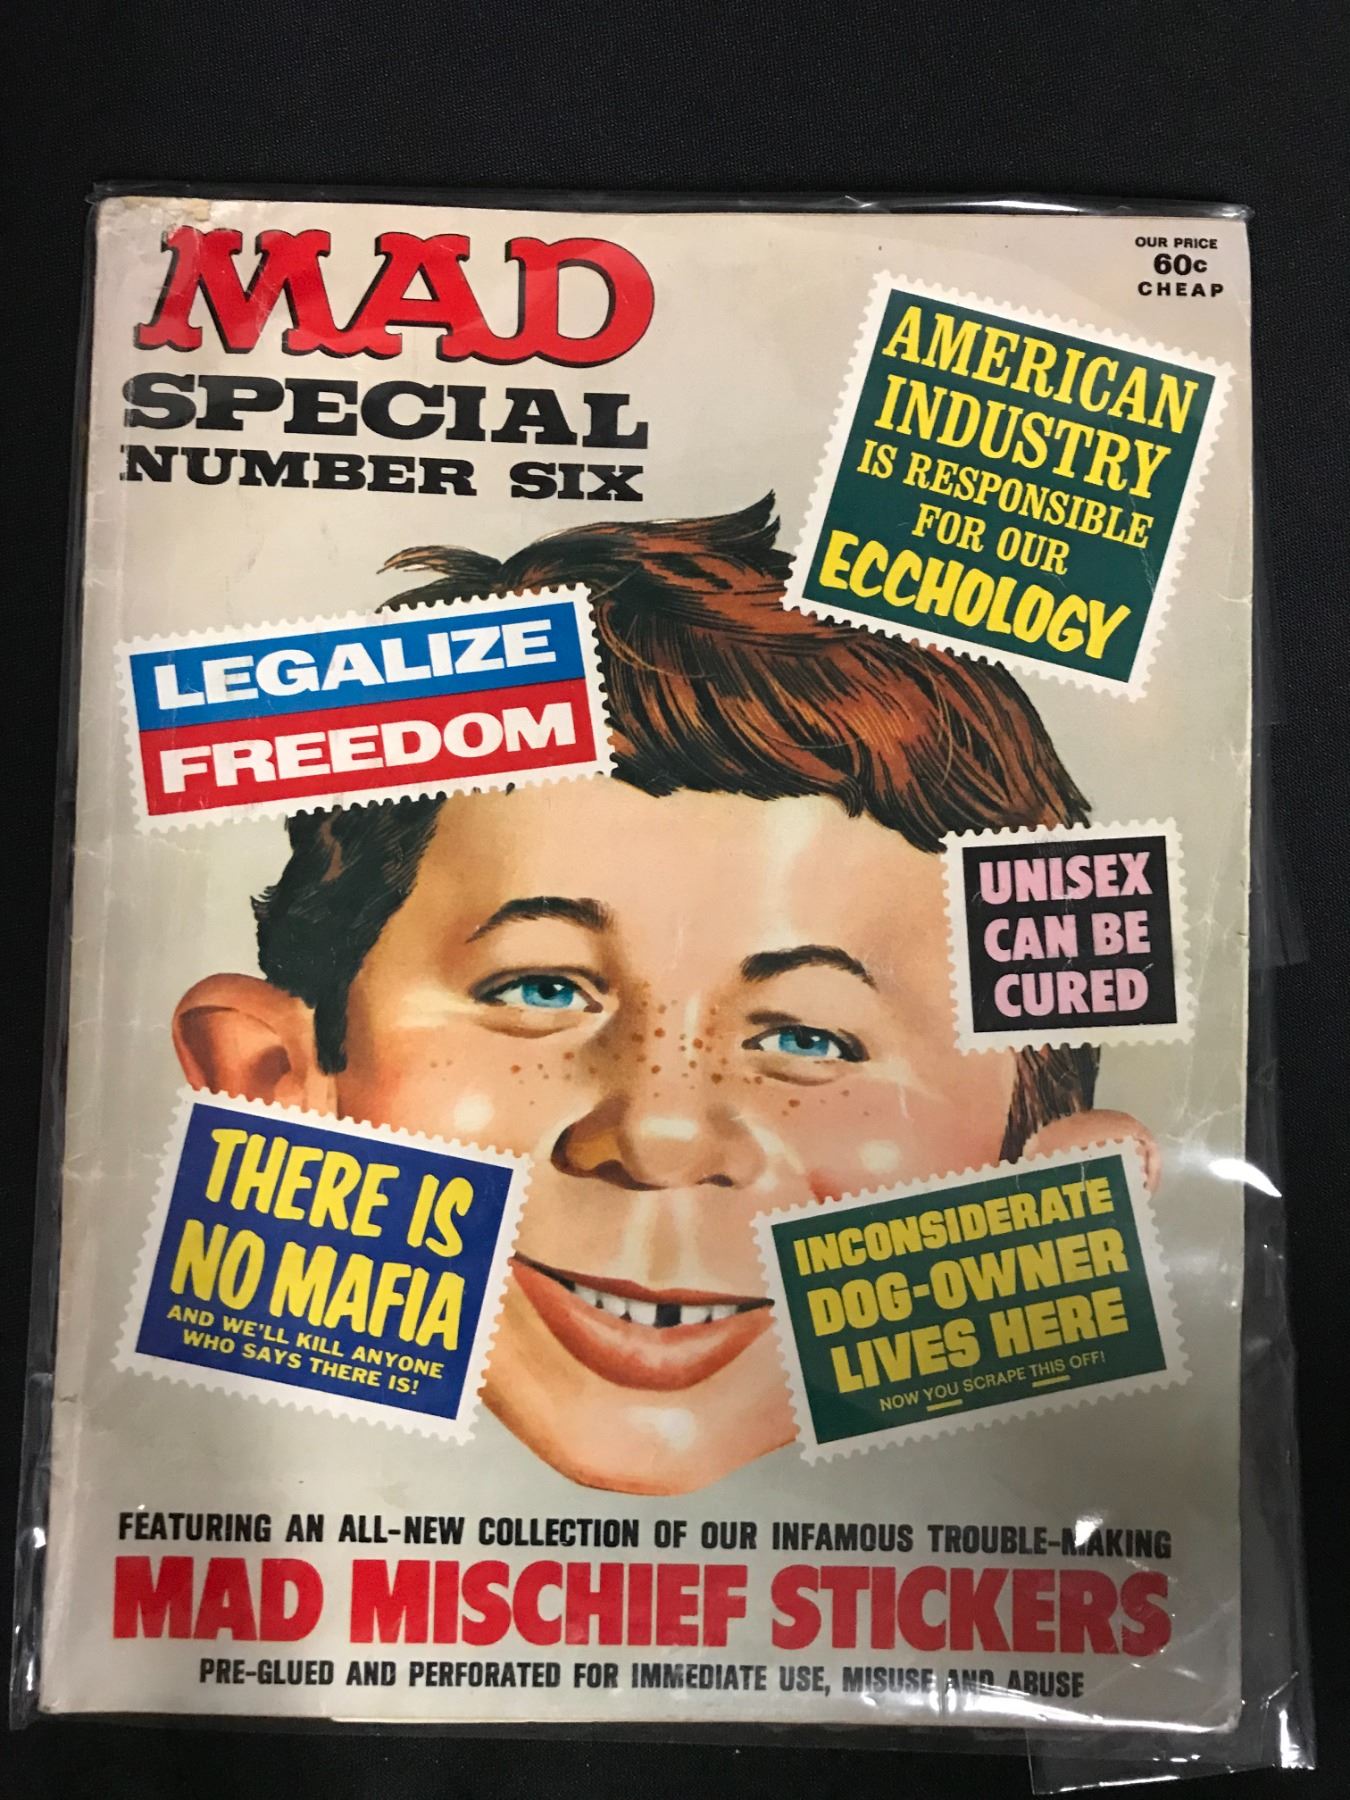 MAD
SPECIAL
NUMBER SIX
OUR PRICE
60c
CHEAP
AMERICAN
INDUSTRY
IS RESPONSIBLE
FOR OUR
ECCHOLOGY
LEGALIZE
FREEDOM
UNISEX
CAN BE
CURED
THERE IS
NO MAFIA
AND WE'LL KILL ANYONE
WHO SAYS THERE IS!
INCONSIDERATE
DOG-OWNER
LIVES HERE
NOW YOU SCRAPE THIS OFF!
FEATURING AN ALL-NEW COLLECTION OF OUR INFAMOUS TROUBLE-MAKING
MAD MISCHIEF STICKERS
PRE-GLUED AND PERFORATED FOR IMMEDIATE USE, MISUSE AND ABUSE